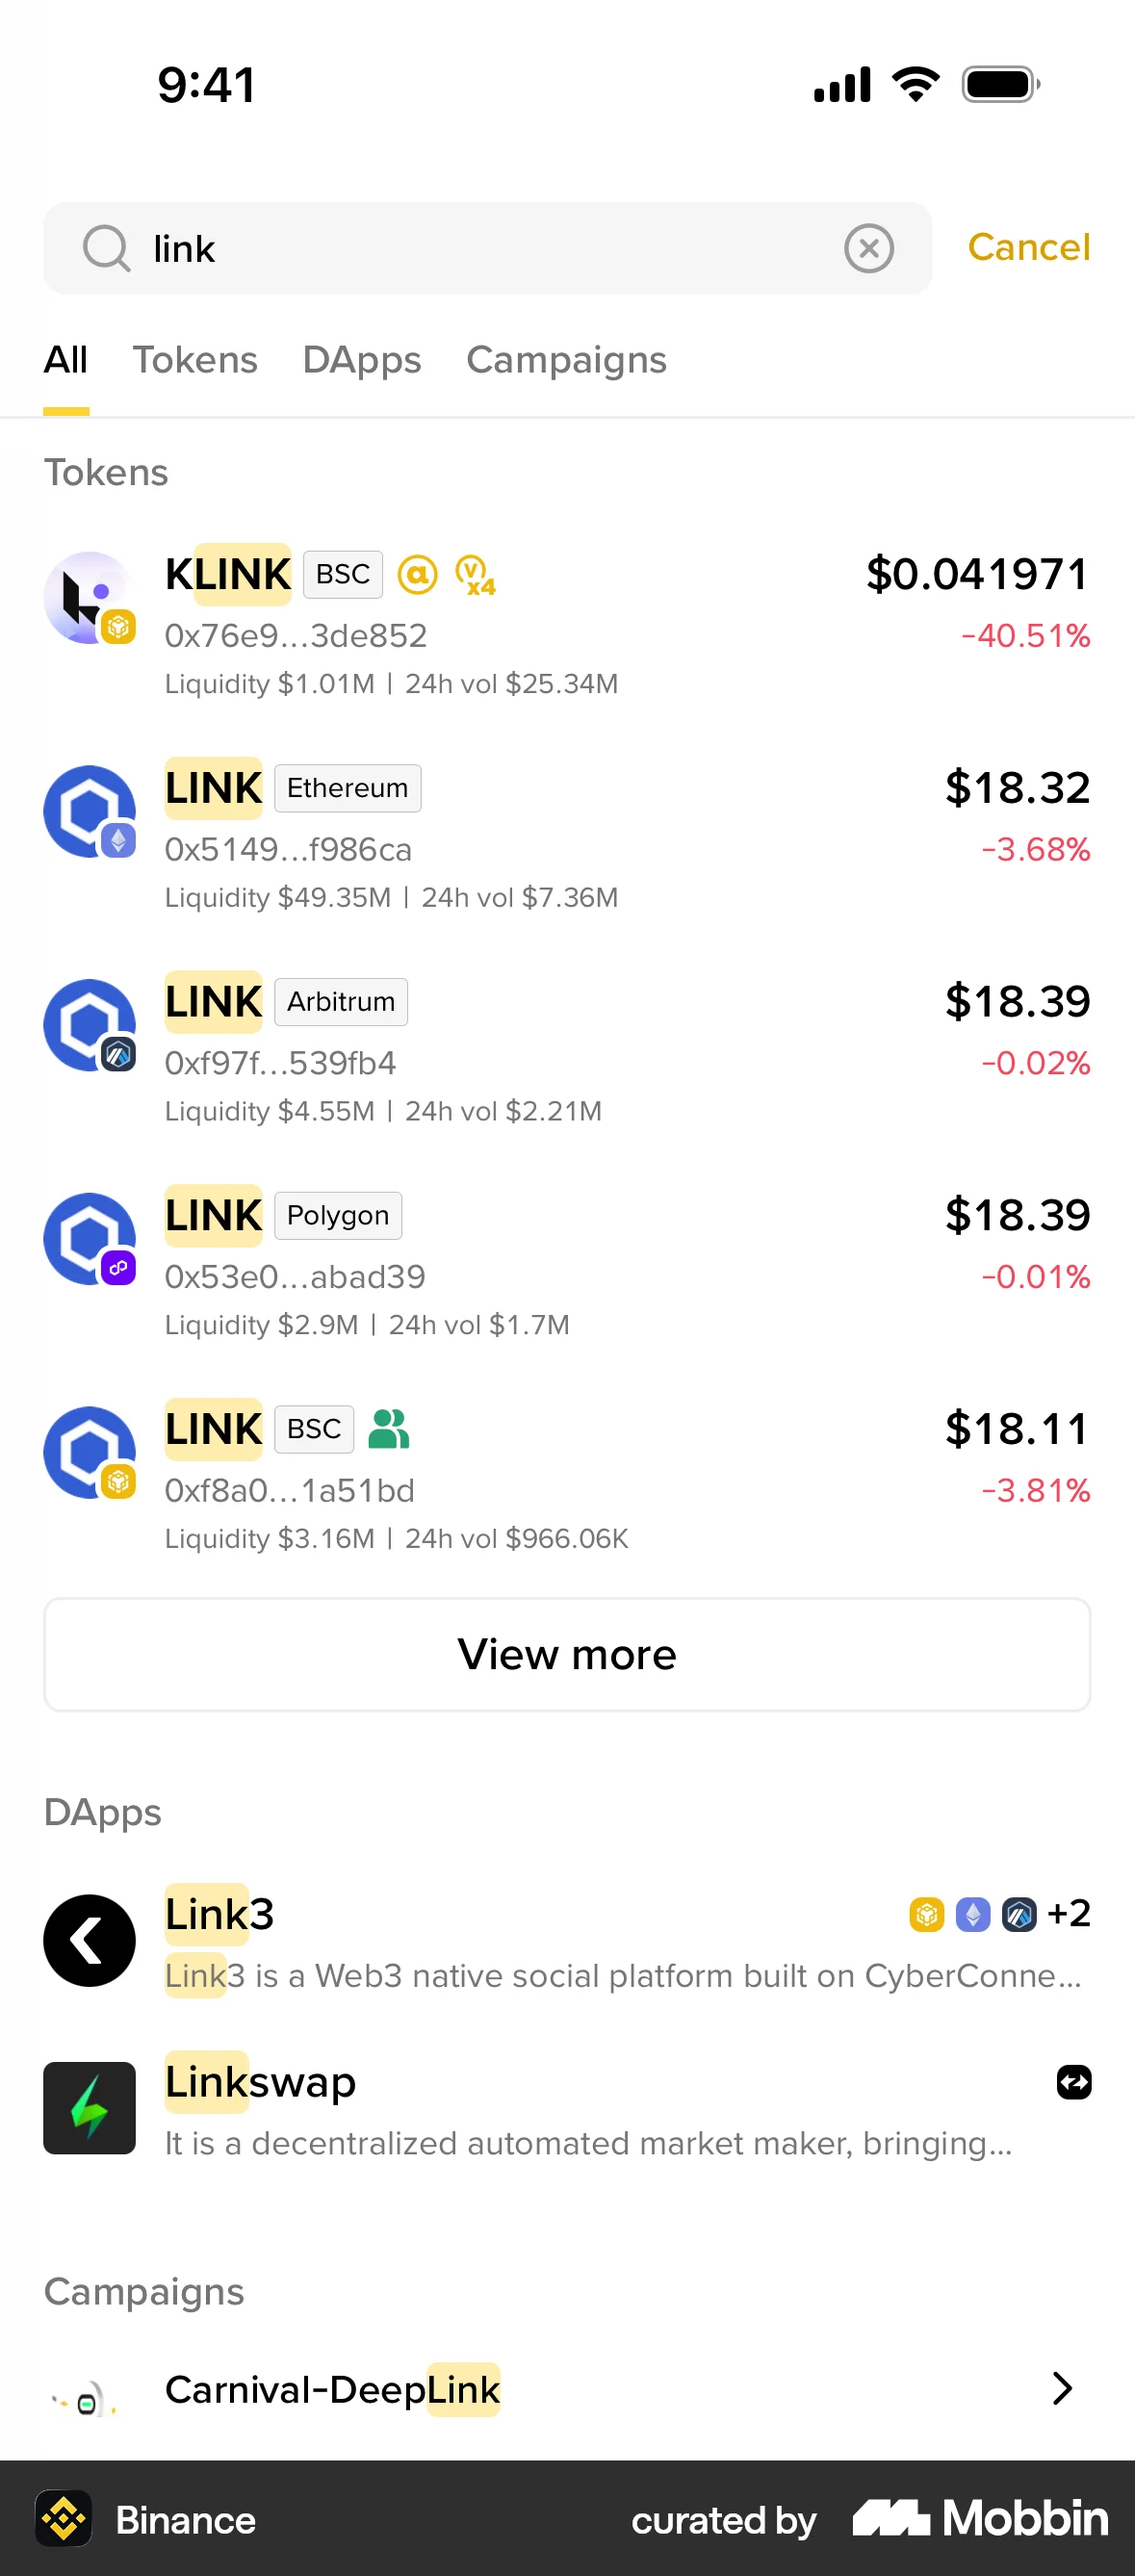 9:41
link
Cancel
All Tokens DApps Campaigns
Tokens
KLINK BSC @ V x4 $0.041971
0x76e9...3de852 -40.51%
Liquidity $1.01M | 24h vol $25.34M
LINK Ethereum $18.32
0x5149...f986ca -3.68%
Liquidity $49.35M | 24h vol $7.36M
LINK Arbitrum $18.39
0xf97f...539fb4 -0.02%
Liquidity $4.55M | 24h vol $2.21M
LINK Polygon $18.39
0x53e0...abad39 -0.01%
Liquidity $2.9M | 24h vol $1.7M
LINK BSC $18.11
0xf8a0...1a51bd -3.81%
Liquidity $3.16M | 24h vol $966.06K
View more
DApps
Link3 +2
Link3 is a Web3 native social platform built on CyberConne...
Linkswap
It is a decentralized automated market maker, bringing...
Campaigns
Carnival-DeepLink
Binance curated by Mobbin